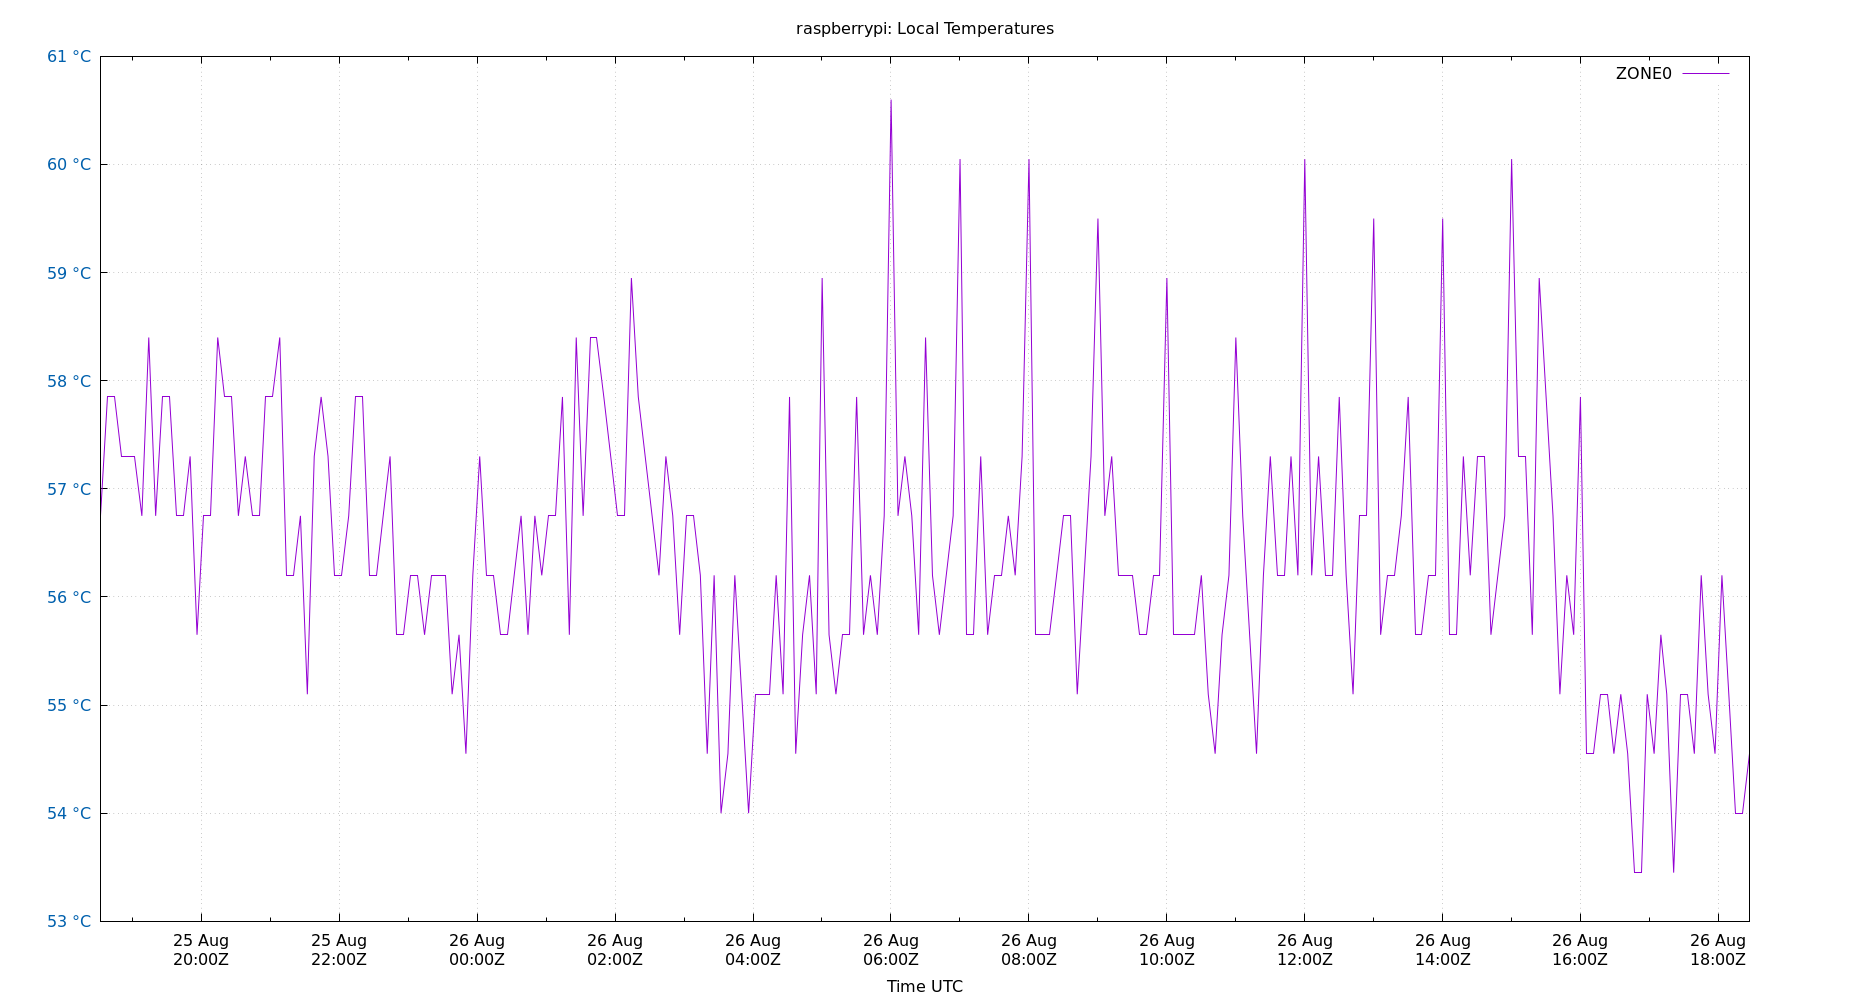 raspberrypi: Local Temperatures
61 °C
ZONE0
60 °C
59 °C
58 °C
57 °C
56 °C
55 °C
54 °C
53 °C
25 Aug 25 Aug 26 Aug 26 Aug 26 Aug 26 Aug 26 Aug 26 Aug 26 Aug 26 Aug 26 Aug 26 Aug
20:00Z 22:00Z 00:00Z 02:00Z 04:00Z 06:00Z 08:00Z 10:00Z 12:00Z 14:00Z 16:00Z 18:00Z
Time UTC